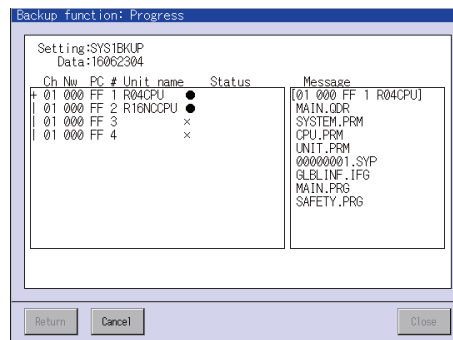 Backup function: Progress
Setting:SYS1BKUP
Data:16062304
Ch Nw PC # Unit name Status
+ 01 000 FF 1 R04CPU ●
| 01 000 FF 2 R16NCCPU ●
| 01 000 FF 3 ×
| 01 000 FF 4 ×
Message
[01 000 FF 1 R04CPU]
MAIN.QDR
SYSTEM.PRM
CPU.PRM
UNIT.PRM
00000001.SYP
GLBLINF.IFG
MAIN.PRG
SAFETY.PRG
Return Cancel Close